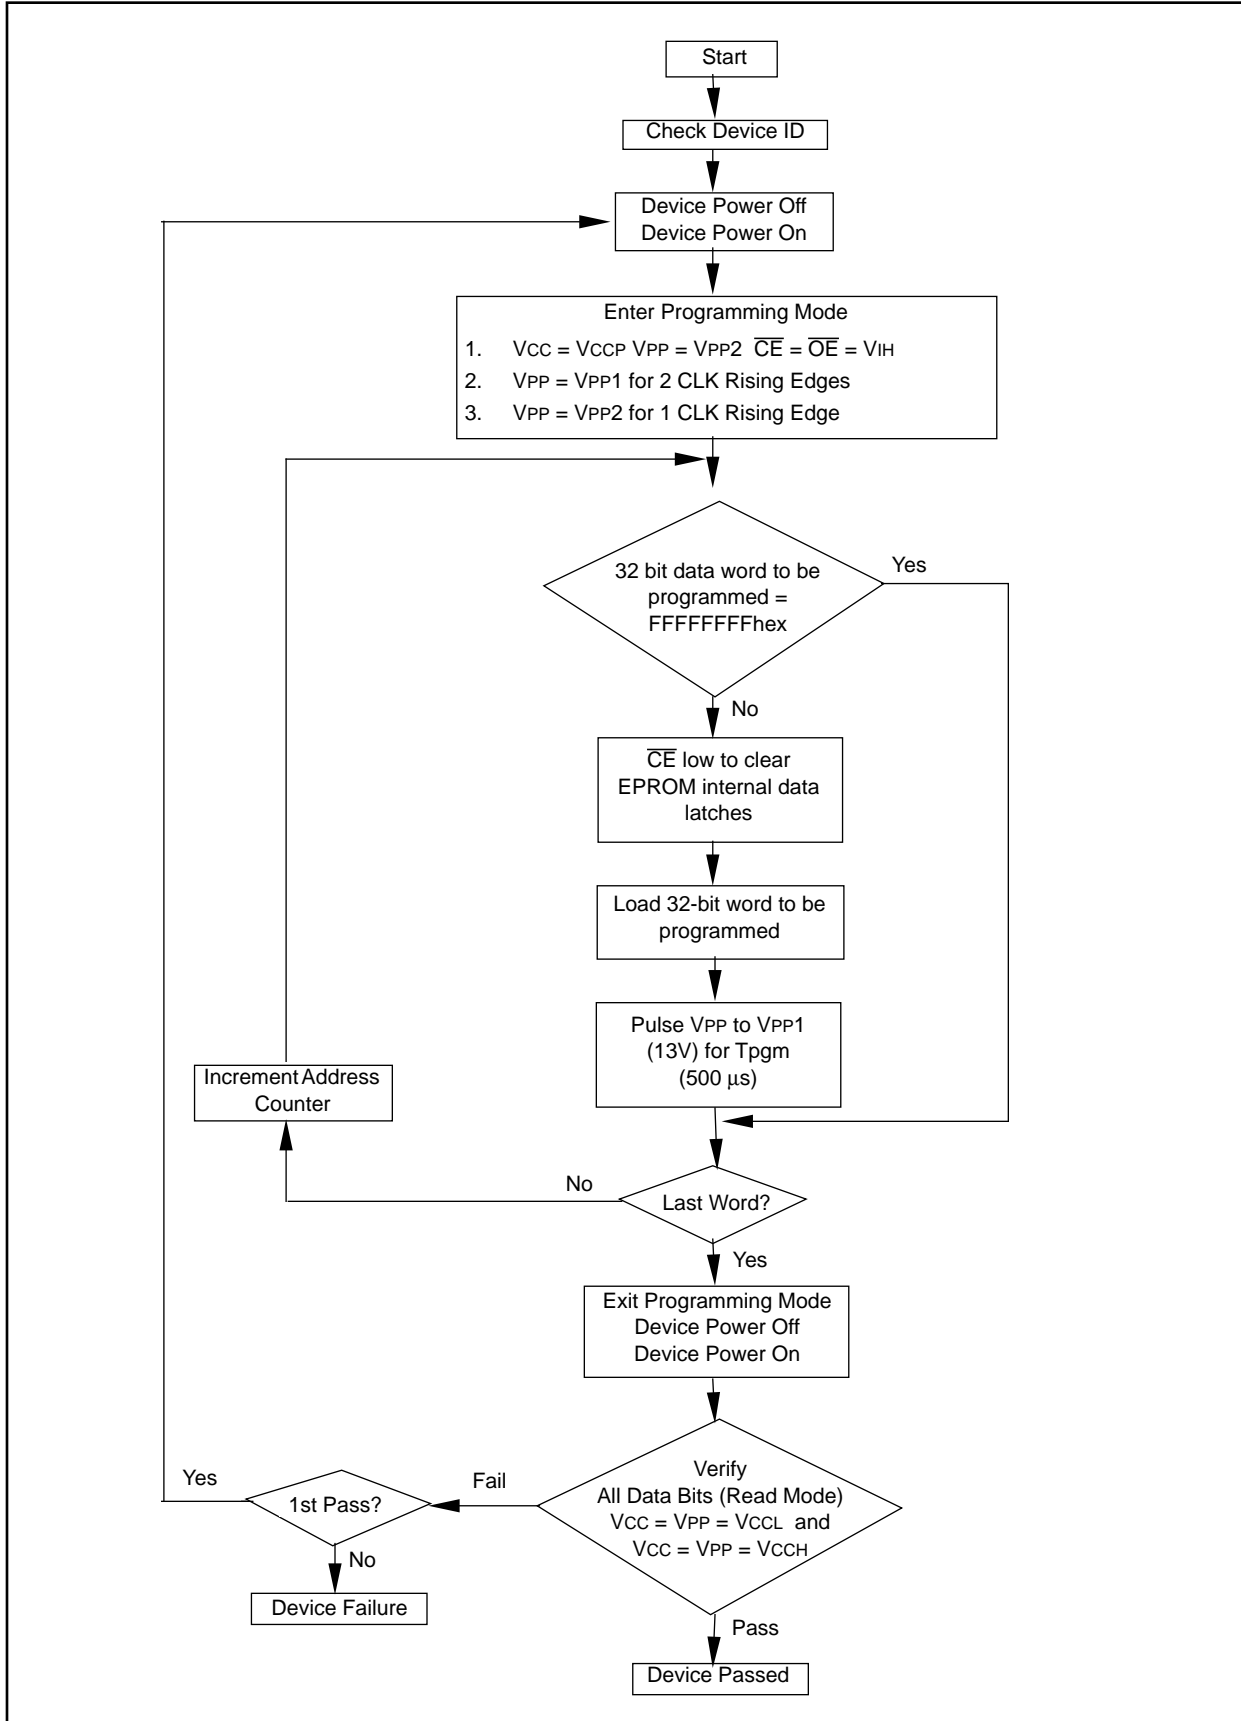 Start
Check Device ID
Device Power Off
Device Power On
Enter Programming Mode
1. VCC = VCCP VPP = VPP2 C̅E̅ = O̅E̅ = VIH
2. VPP = VPP1 for 2 CLK Rising Edges
3. VPP = VPP2 for 1 CLK Rising Edge
32 bit data word to be
programmed =
FFFFFFFFhex
Yes
No
C̅E̅ low to clear
EPROM internal data
latches
Load 32-bit word to be
programmed
Pulse VPP to VPP1
(13V) for Tpgm
(500 µs)
Increment Address
Counter
No
Last Word?
Yes
Exit Programming Mode
Device Power Off
Device Power On
Verify
All Data Bits (Read Mode)
VCC = VPP = VCCL and
VCC = VPP = VCCH
Fail
Yes
1st Pass?
No
Device Failure
Pass
Device Passed